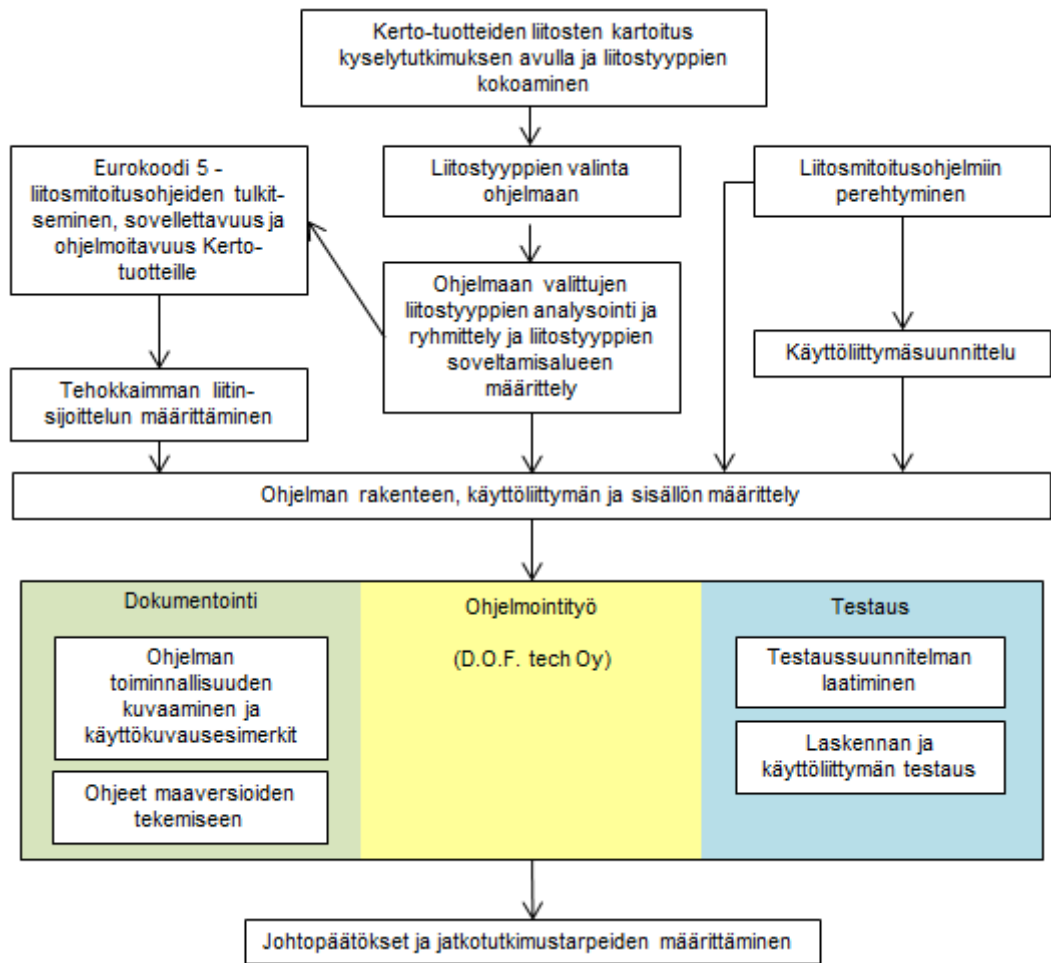 Kerto-tuotteiden liitosten kartoitus
kyselytutkimuksen avulla ja liitostyyppien
kokoaminen
Eurokoodi 5 -
liitosmitoitusohjeiden tulkit-
seminen, sovellettavuus ja
ohjelmoitavuus Kerto-
tuotteille
Liitostyyppien valinta
ohjelmaan
Liitosmitoitusohjelmiin
perehtyminen
Ohjelmaan valittujen
liitostyyppien analysointi ja
ryhmittely ja liitostyyppien
soveltamisalueen
määrittely
Käyttöliittymäsuunnittelu
Tehokkaimman liitin-
sijoittelun määrittäminen
Ohjelman rakenteen, käyttöliittymän ja sisällön määrittely
Dokumentointi
Ohjelman
toiminnallisuuden
kuvaaminen ja
käyttökuvausesimerkit
Ohjeet maaversioiden
tekemiseen
Ohjelmointityö
(D.O.F. tech Oy)
Testaus
Testaussuunnitelman
laatiminen
Laskennan ja
käyttöliittymän testaus
Johtopäätökset ja jatkotutkimustarpeiden määrittäminen